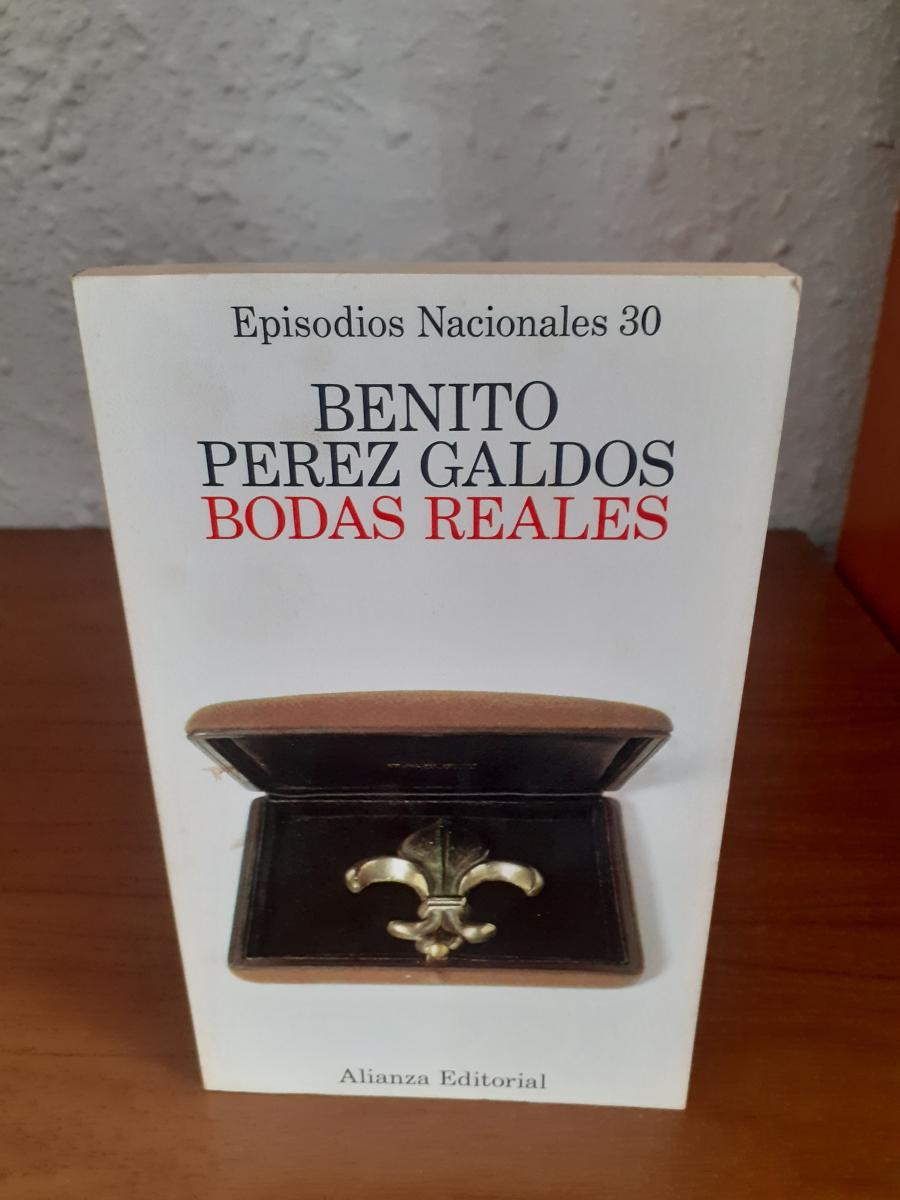 Episodios Nacionales 30
BENITO
PEREZ GALDOS
BODAS REALES
Alianza Editorial